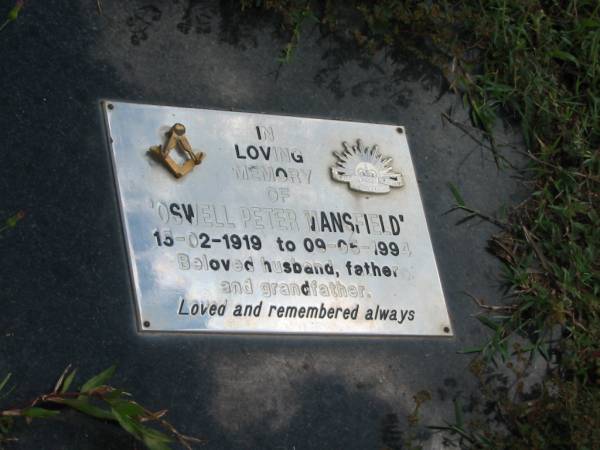 IN
LOVING
MEMORY
OF
'OSWELL PETER MANSFIELD'
15-02-1919 to 09-05-1994
Beloved husband, father
and grandfather.
Loved and remembered always